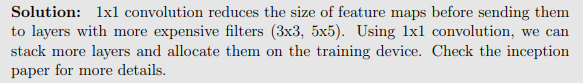 Solution: 1x1 convolution reduces the size of feature maps before sending them
to layers with more expensive filters (3x3, 5x5). Using 1x1 convolution, we can
stack more layers and allocate them on the training device. Check the inception
paper for more details.